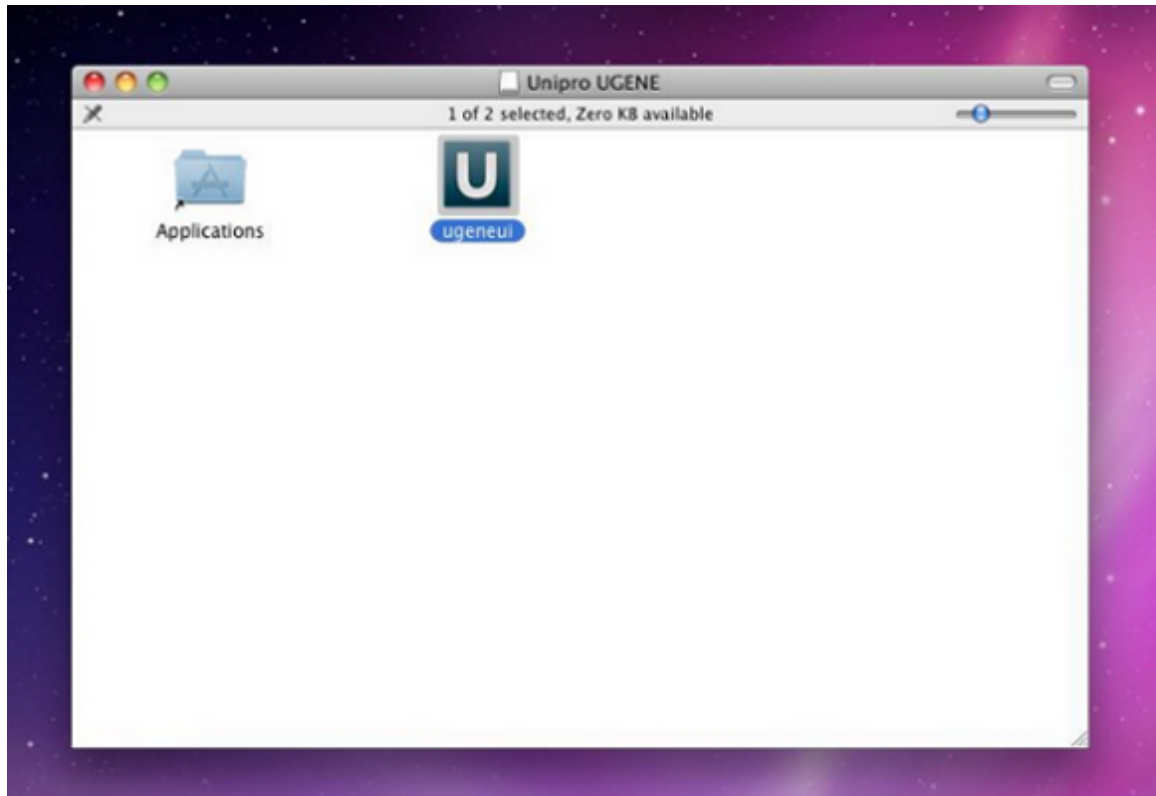 Unipro UGENE
1 of 2 selected, Zero KB available
U
Applications
ugeneui